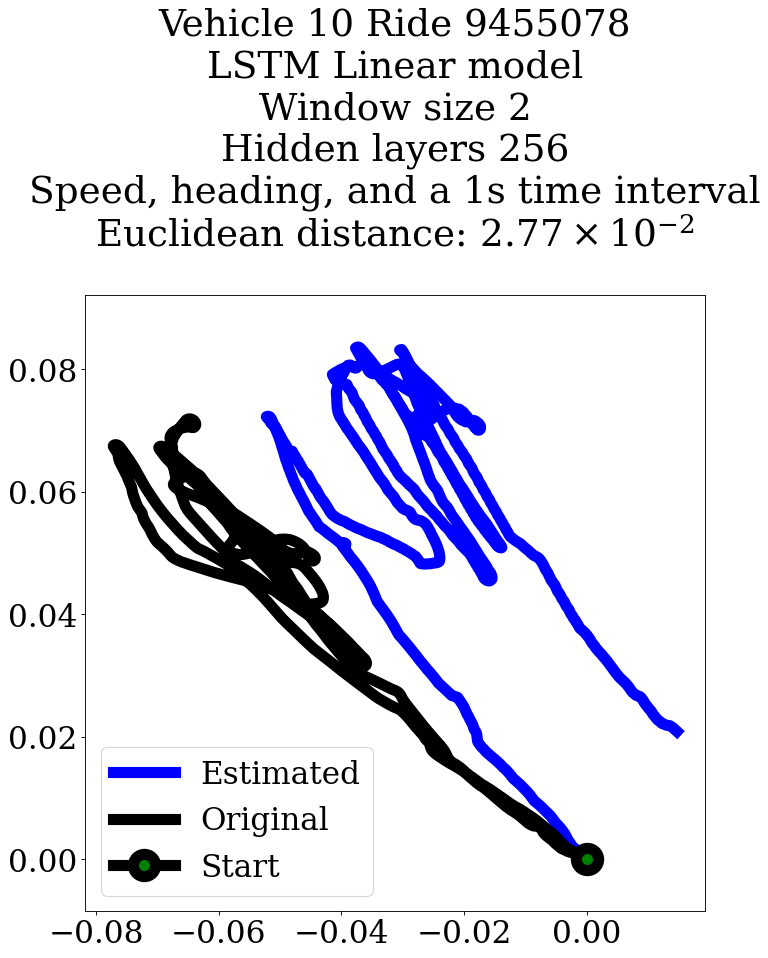 Vehicle 10 Ride 9455078
LSTM Linear model
Window size 2
Hidden layers 256
Speed, heading, and a 1s time interval
Euclidean distance: 2.77 × 10⁻²
0.08
0.06
0.04
0.02
0.00
Estimated
Original
Start
−0.08 −0.06 −0.04 −0.02 0.00